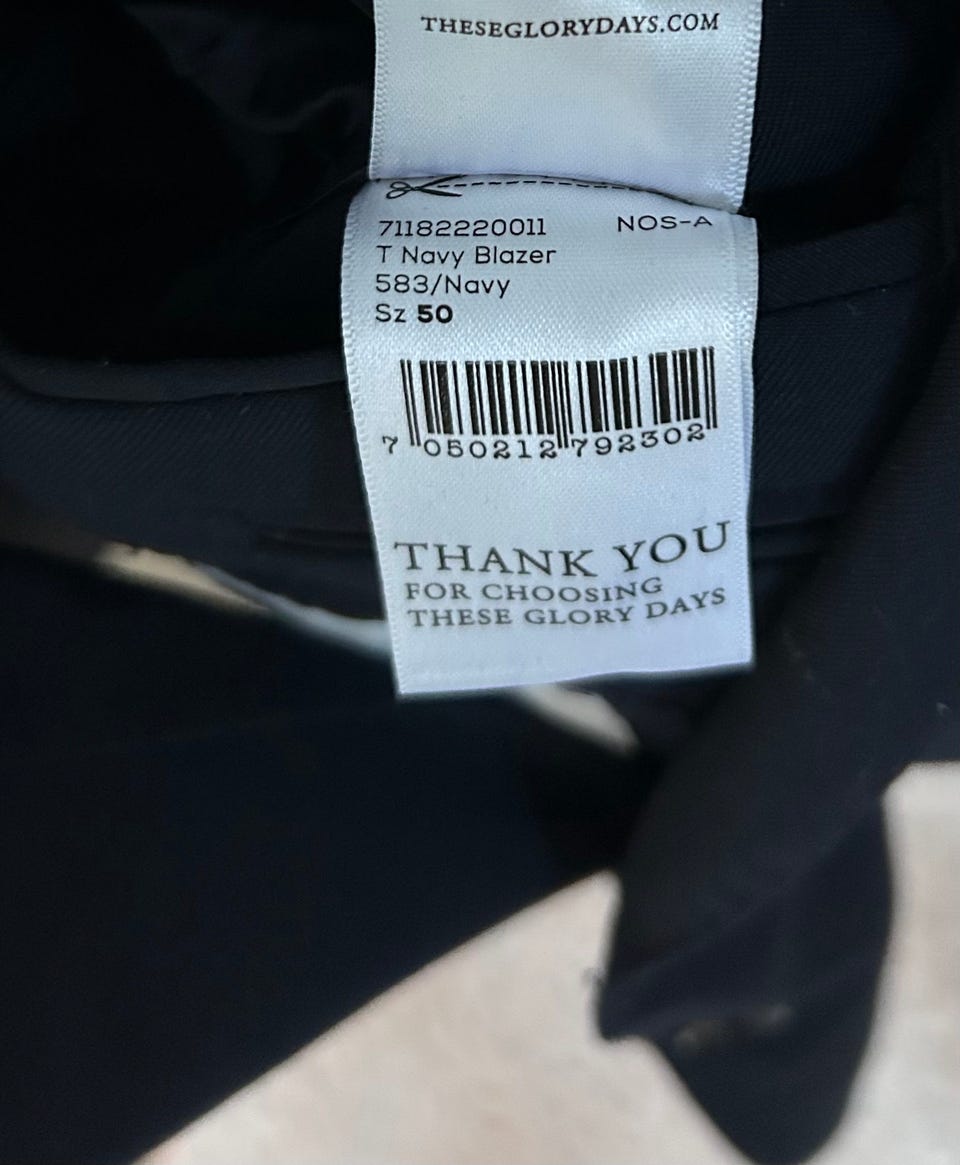 THESEGLORYDAYS.COM
71182220011 NOS-A
T Navy Blazer
583/Navy
Sz 50
7 050212 792302
THANK YOU
FOR CHOOSING
THESE GLORY DAYS